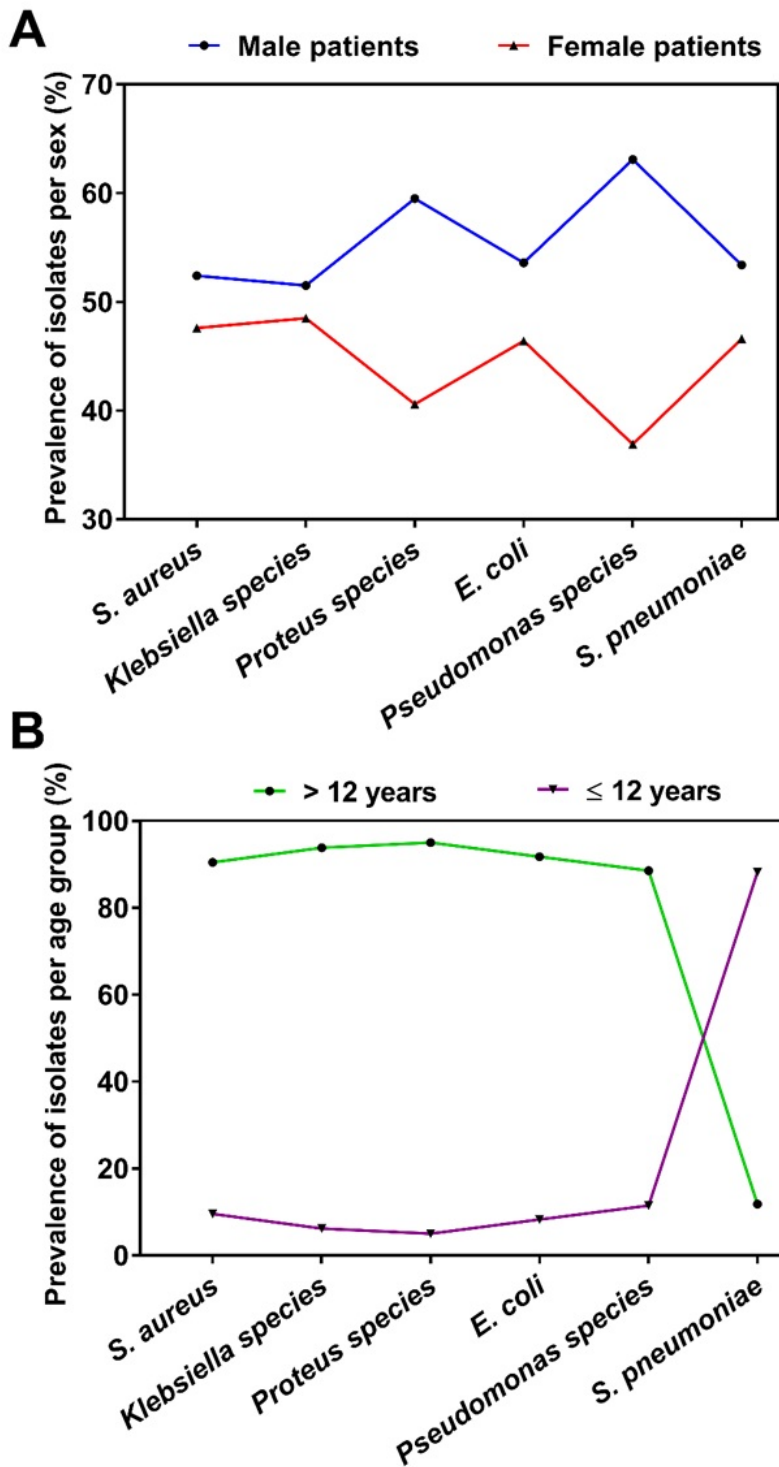 A
Male patients
Female patients
Prevalence of isolates per sex (%)
70
60
50
40
30
S. aureus
Klebsiella species
Proteus species
E. coli
Pseudomonas species
S. pneumoniae
B
> 12 years
≤ 12 years
Prevalence of isolates per age group (%)
100
80
60
40
20
0
S. aureus
Klebsiella species
Proteus species
E. coli
Pseudomonas species
S. pneumoniae